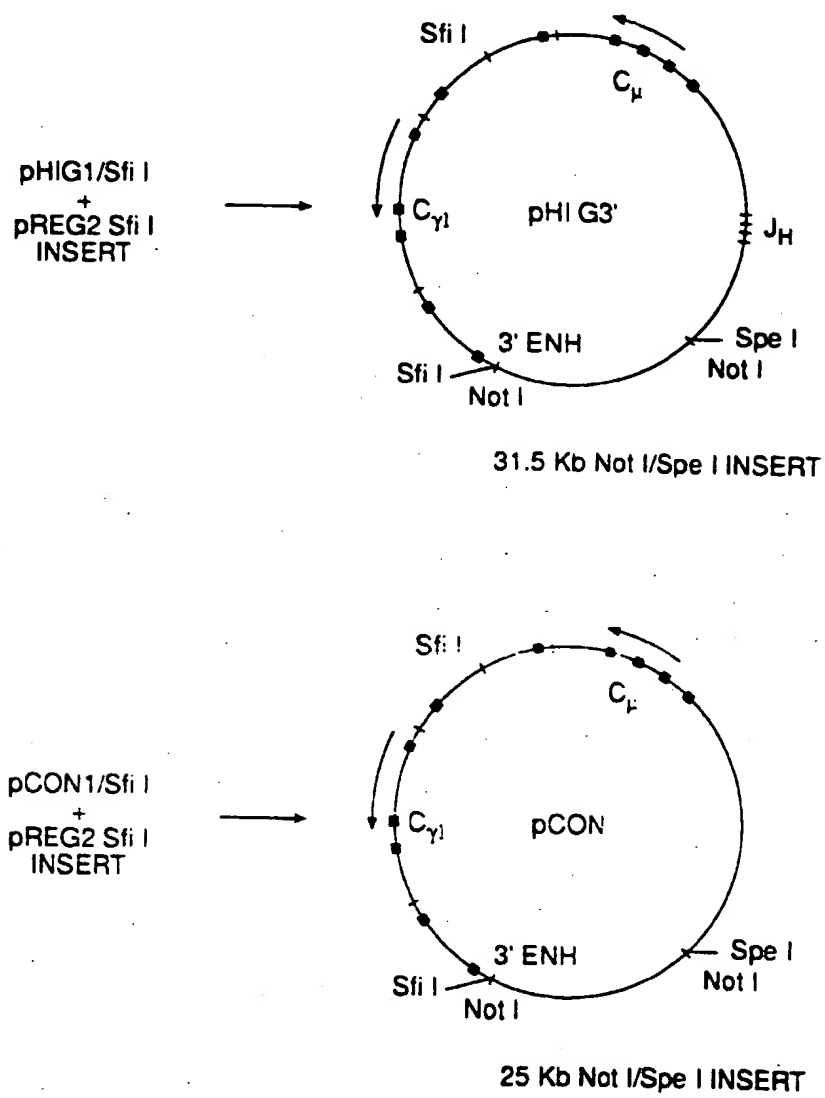 Sfi I
Cμ
pHIG1/Sfi I
+
pREG2 Sfi I
INSERT
Cγ1
pHI G3'
JH
3' ENH
Spe I
Sfi I
Not I
Not I
31.5 Kb Not I/Spe I INSERT
Sfi !
Cμ
pCON1/Sfi I
+
pREG2 Sfi I
INSERT
Cγ1
pCON
3' ENH
Spe I
Sfi I
Not I
Not I
25 Kb Not I/Spe I INSERT